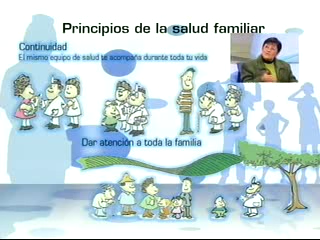 Principios de la salud familiar
Continuidad
El mismo equipo de salud te acompaña durante toda tu vida
Dar atención a toda la familia